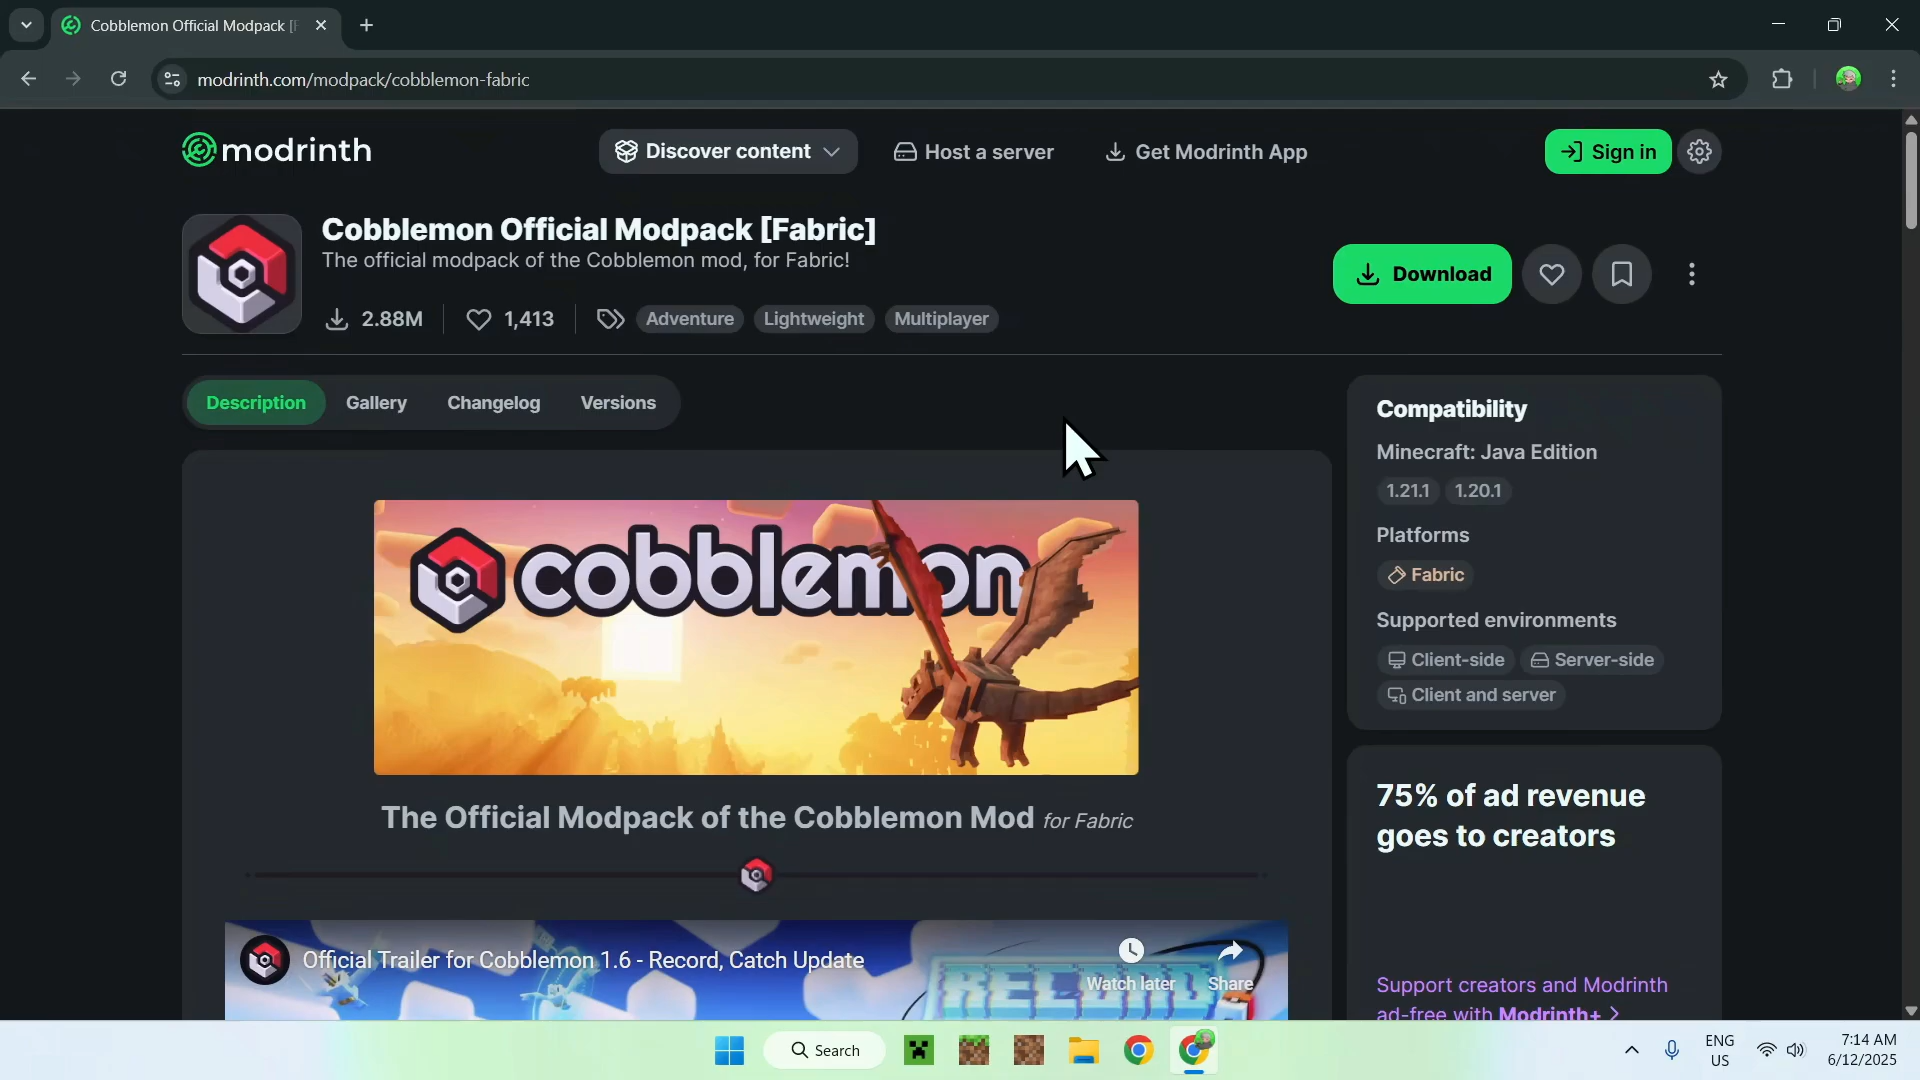 Cobblemon Official Modpack [F
modrinth.com/modpack/cobblemon-fabric
modrinth
Discover content
Host a server
Get Modrinth App
Sign in
Cobblemon Official Modpack [Fabric]
The official modpack of the Cobblemon mod, for Fabric!
2.88M
1,413
Adventure
Lightweight
Multiplayer
Download
Description
Gallery
Changelog
Versions
cobblemon
The Official Modpack of the Cobblemon Mod for Fabric
Official Trailer for Cobblemon 1.6 - Record, Catch Update
Watch later
Share
Compatibility
Minecraft: Java Edition
1.21.1
1.20.1
Platforms
Fabric
Supported environments
Client-side
Server-side
Client and server
75% of ad revenue
goes to creators
Support creators and Modrinth
ad-free with Modrinth+ >
Search
ENG
US
7:14 AM
6/12/2025